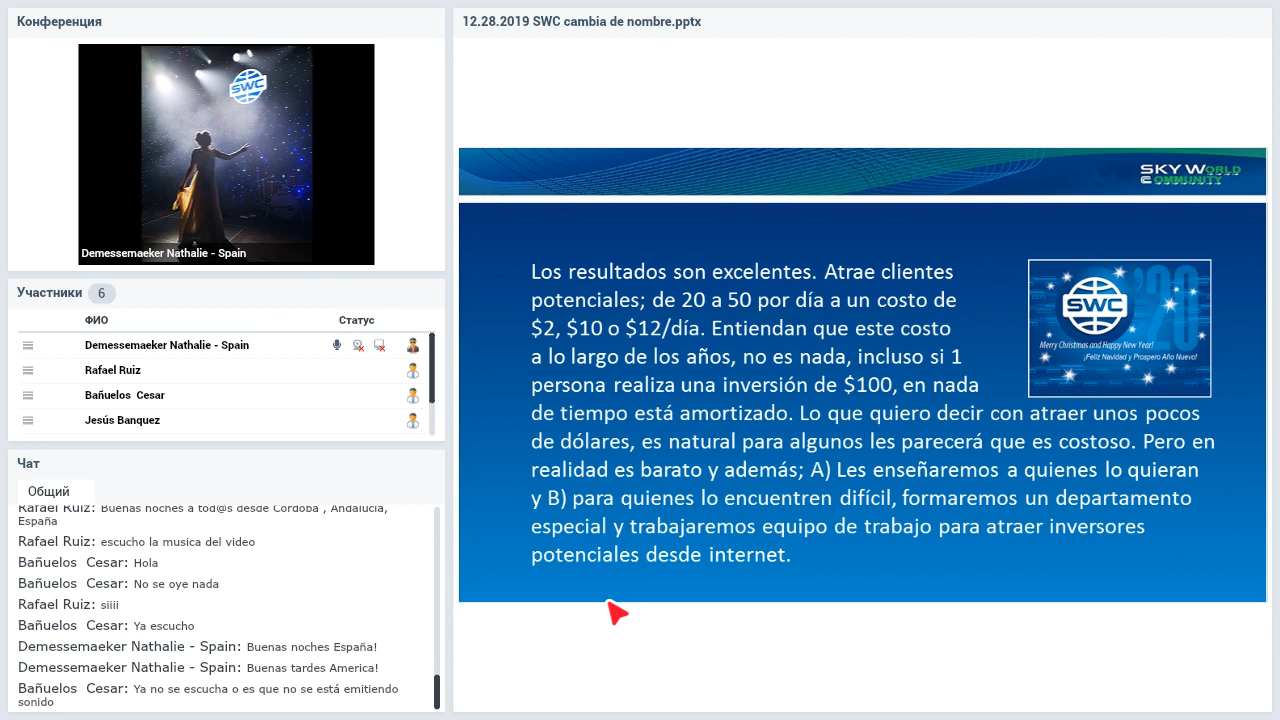 Конференция
SWC
Demessemaeker Nathalie - Spain
Участники 6
ФИО Статус
Demessemaeker Nathalie - Spain
Rafael Ruiz
Bañuelos Cesar
Jesús Banquez
Чат
Общий
Rafael Ruiz: Buenas noches a tod@s desde Córdoba , Andalucía,
España
Rafael Ruiz: escucho la musica del video
Bañuelos Cesar: Hola
Bañuelos Cesar: No se oye nada
Rafael Ruiz: siiii
Bañuelos Cesar: Ya escucho
Demessemaeker Nathalie - Spain: Buenas noches España!
Demessemaeker Nathalie - Spain: Buenas tardes America!
Bañuelos Cesar: Ya no se escucha o es que no se está emitiendo
sonido
12.28.2019 SWC cambia de nombre.pptx
SKY WORLD
COMMUNITY
Los resultados son excelentes. Atrae clientes
potenciales; de 20 a 50 por día a un costo de
$2, $10 o $12/día. Entiendan que este costo
a lo largo de los años, no es nada, incluso si 1
persona realiza una inversión de $100, en nada
de tiempo está amortizado. Lo que quiero decir con atraer unos pocos
de dólares, es natural para algunos les parecerá que es costoso. Pero en
realidad es barato y además; A) Les enseñaremos a quienes lo quieran
y B) para quienes lo encuentren difícil, formaremos un departamento
especial y trabajaremos equipo de trabajo para atraer inversores
potenciales desde internet.
'20
SWC
Merry Christmas and Happy New Year!
¡Feliz Navidad y Prospero Año Nuevo!